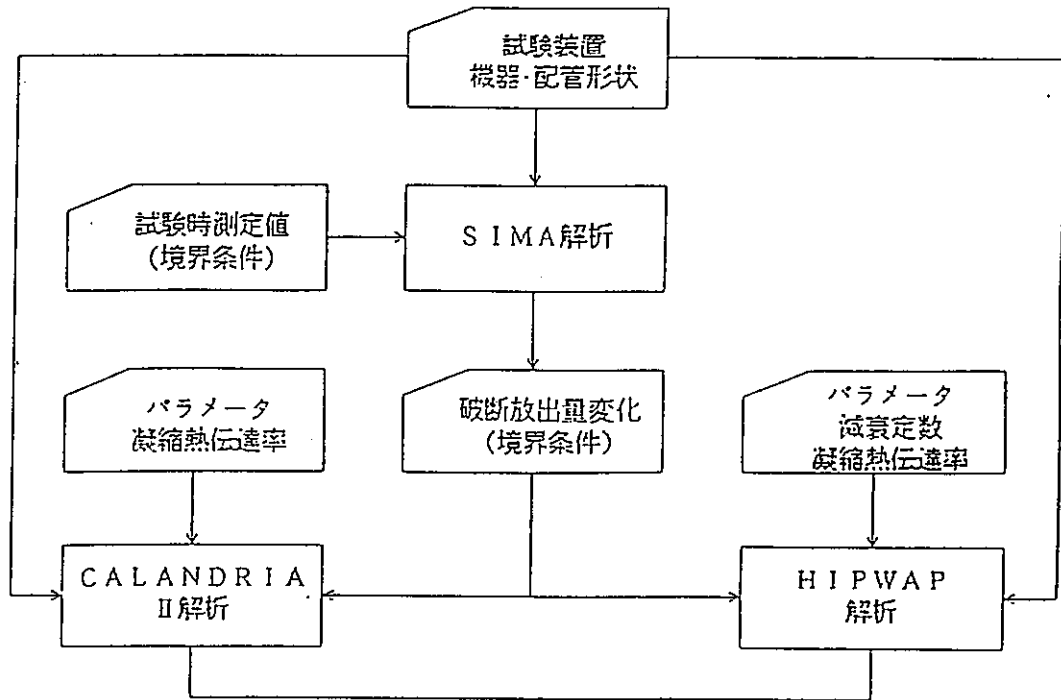 試験装置
機器・配管形状
試験時測定値
(境界条件)
SIMA解析
パラメータ
凝縮熱伝達率
破断放出量変化
(境界条件)
パラメータ
減衰定数
凝縮熱伝達率
CALANDRIA
Ⅱ解析
HIPWAP
解析